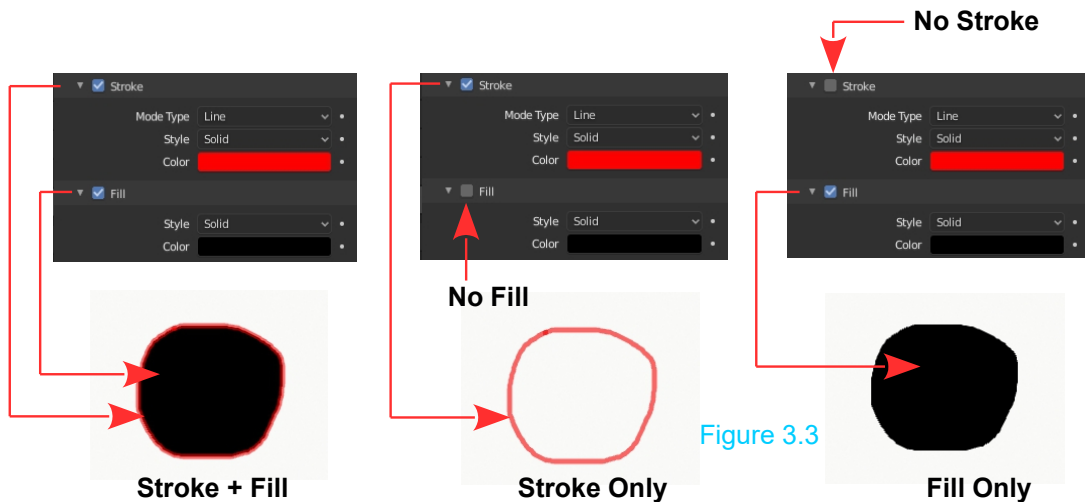 No Stroke
Stroke
Mode Type Line
Style Solid
Color
Fill
Style Solid
Color
Stroke
Mode Type Line
Style Solid
Color
Fill
Style Solid
Color
Stroke
Mode Type Line
Style Solid
Color
Fill
Style Solid
Color
No Fill
Figure 3.3
Stroke + Fill
Stroke Only
Fill Only